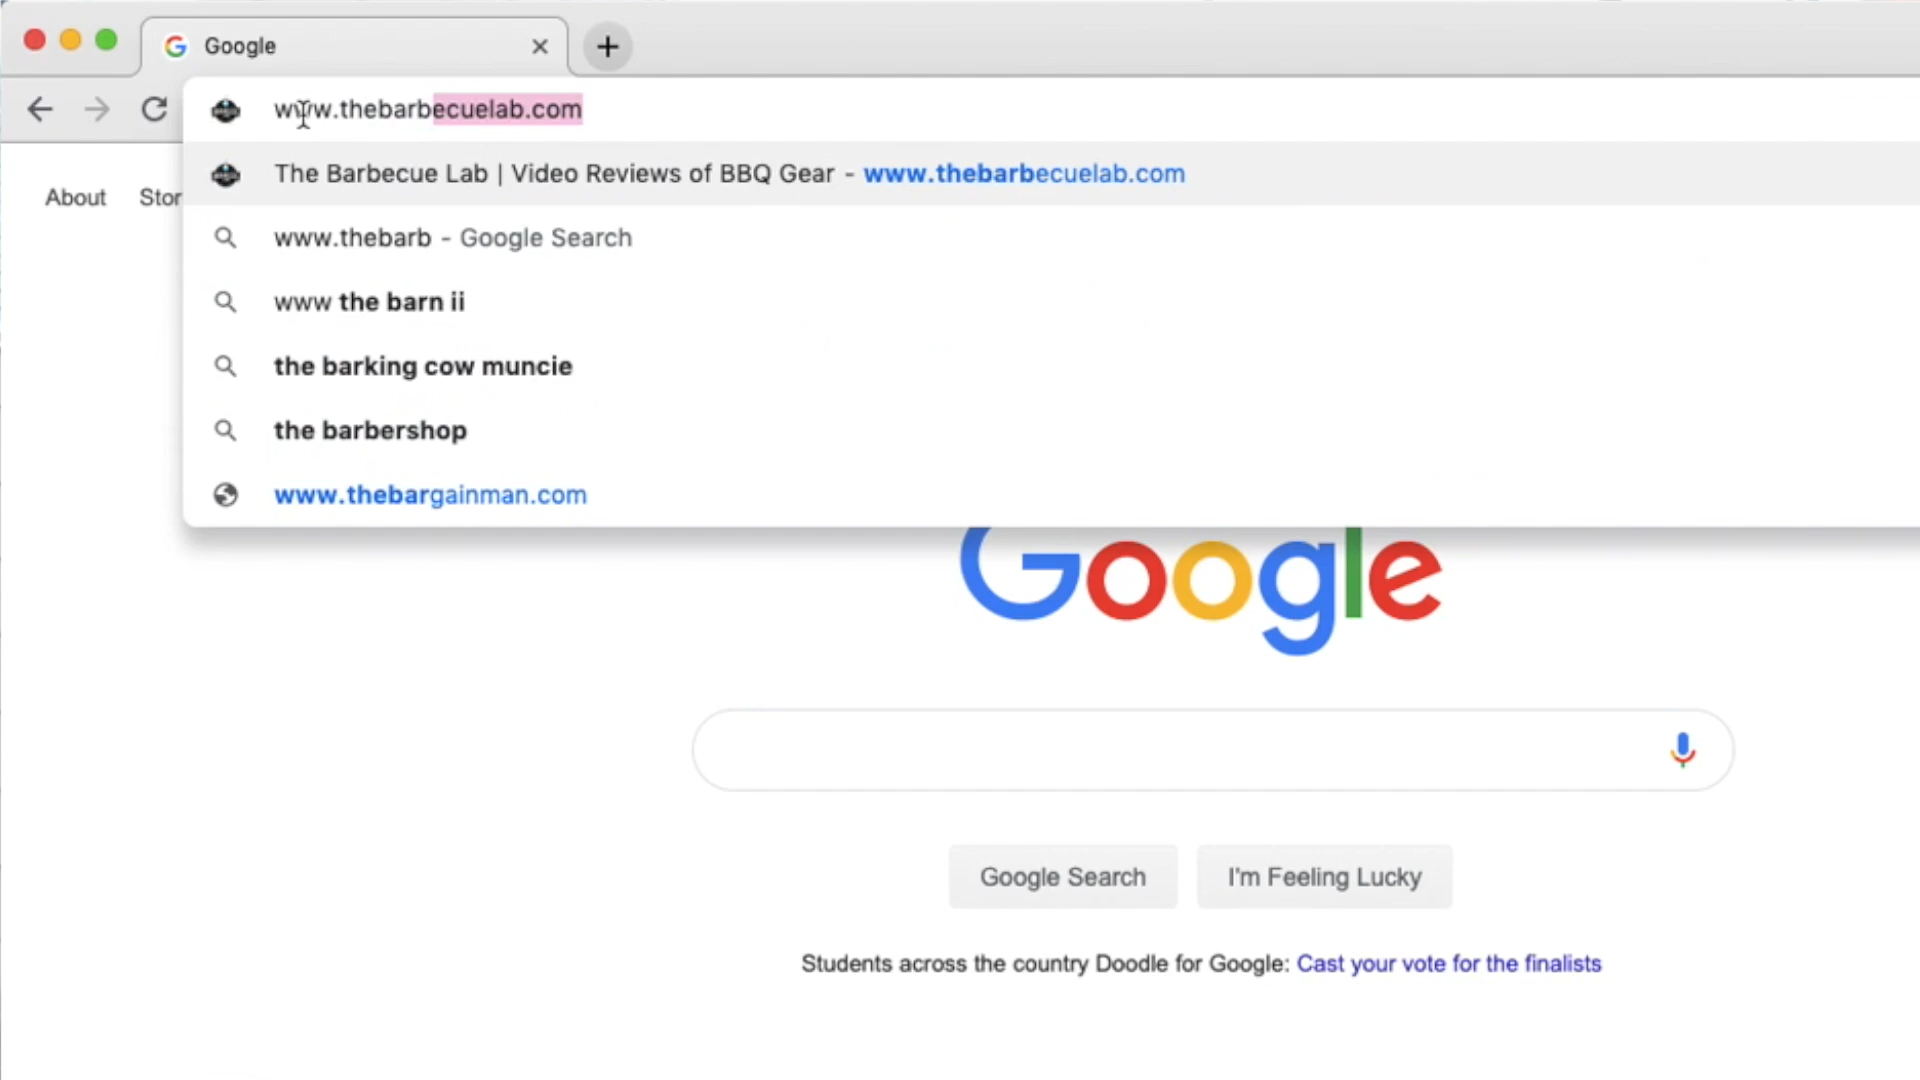 Google
www.thebarbecuelab.com
The Barbecue Lab | Video Reviews of BBQ Gear - www.thebarbecuelab.com
About Stor
www.thebarb - Google Search
www the barn ii
the barking cow muncie
the barbershop
www.thebargainman.com
Google
Google Search I'm Feeling Lucky
Students across the country Doodle for Google: Cast your vote for the finalists